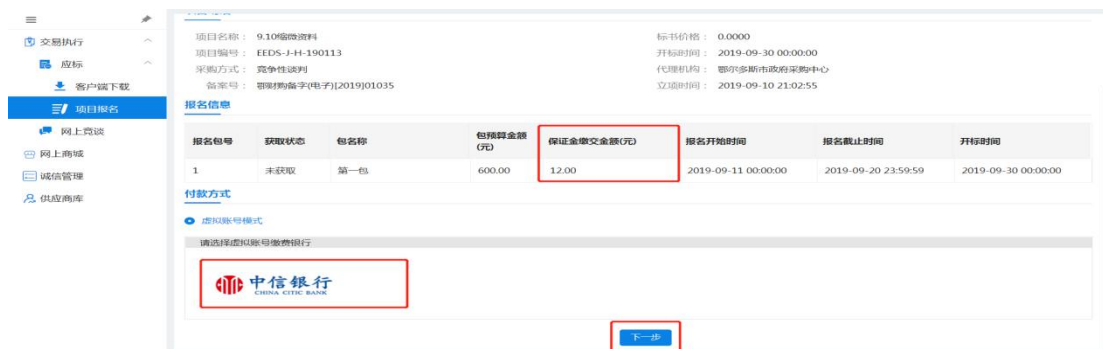 项目名称： 9.10缩微资料 标书价格： 0.0000
交易执行 项目编号： EEDS-J-H-190113 开标时间： 2019-09-30 00:00:00
应标 采购方式： 竞争性谈判 代理机构： 鄂尔多斯市政府采购中心
客户端下载 备案号： 鄂财购备字(电子)[2019]01035 立项时间： 2019-09-10 21:02:55
项目报名 报名信息
网上竞谈
网上商城
诚信管理
供应商库
报名包号 获取状态 包名称 包预算金额(元) 保证金缴交金额(元) 报名开始时间 报名截止时间 开标时间
1 未获取 第一包 600.00 12.00 2019-09-11 00:00:00 2019-09-20 23:59:59 2019-09-30 00:00:00
付款方式
虚拟账号模式
请选择虚拟账号缴费银行
中信银行
CHINA CITIC BANK
下一步